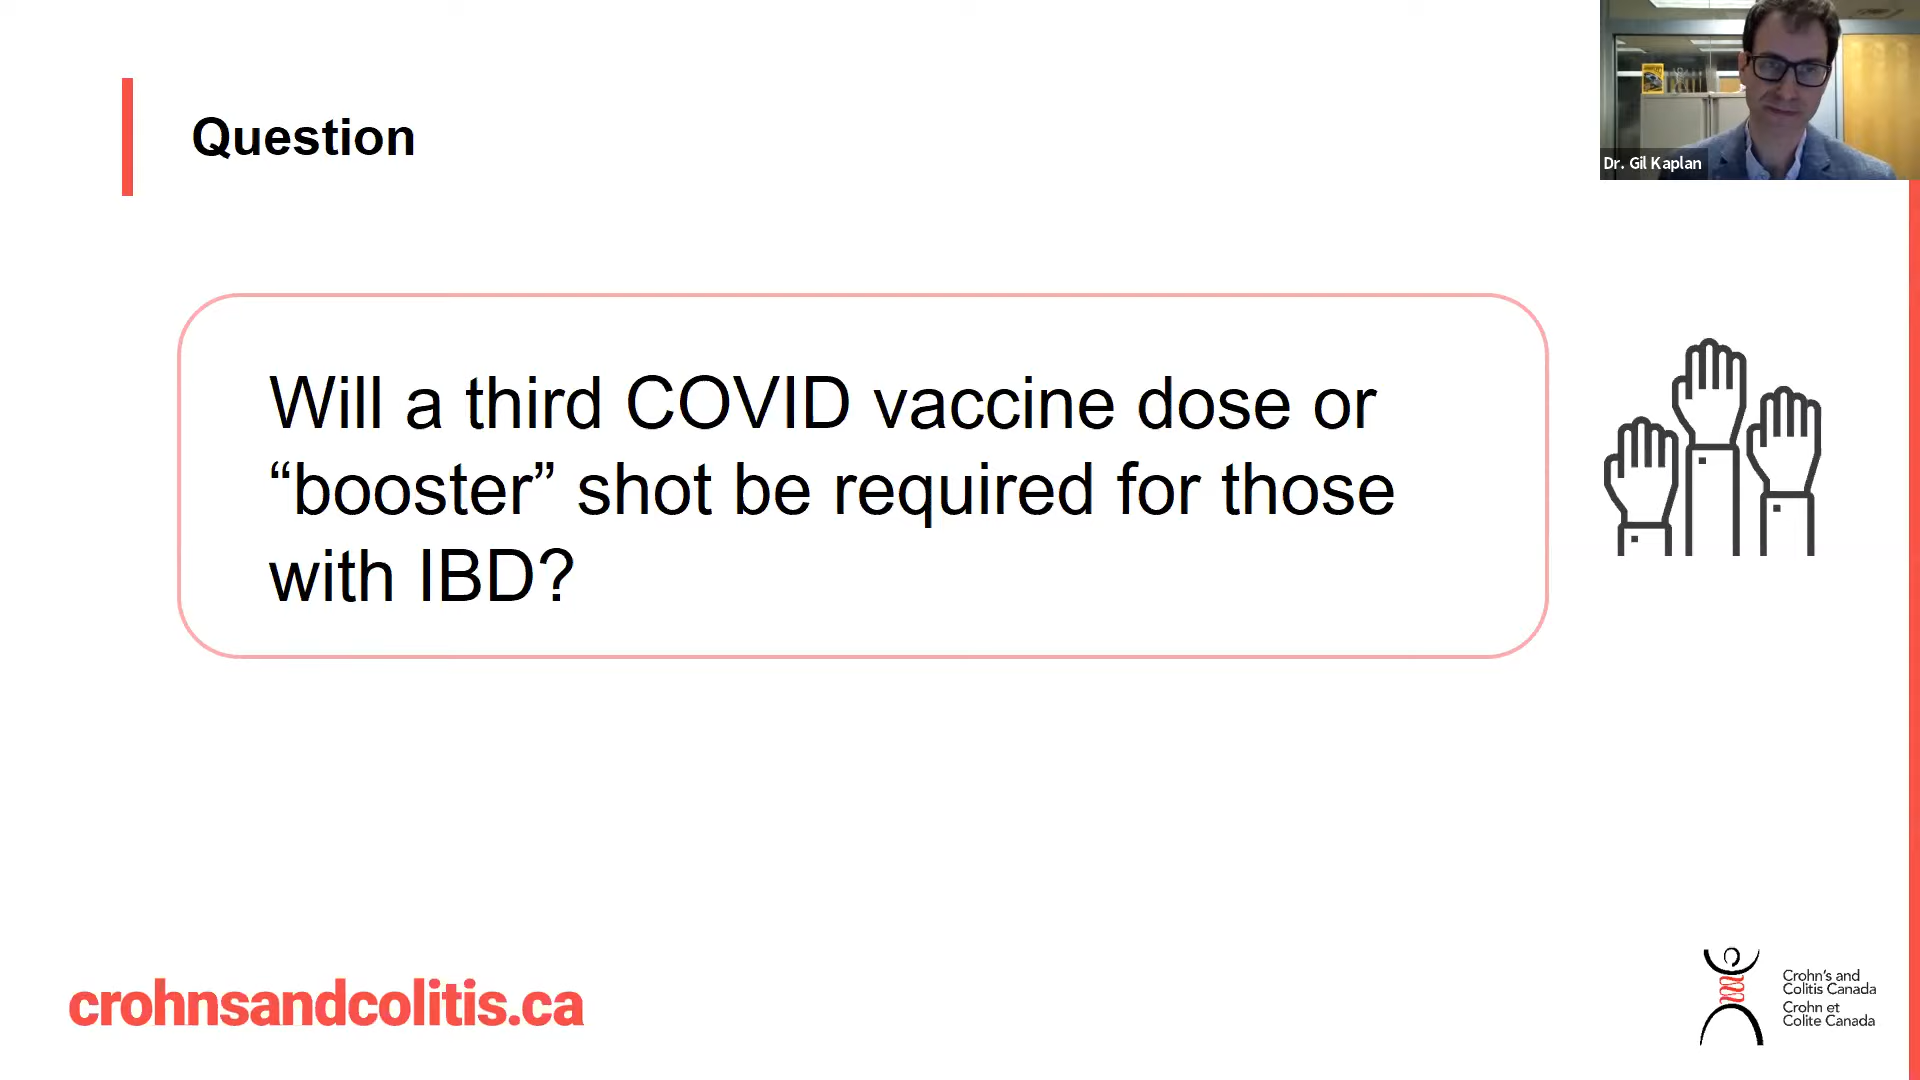 Question
Dr. Gil Kaplan
Will a third COVID vaccine dose or
“booster” shot be required for those
with IBD?
crohnsandcolitis.ca
Crohn's and
Colitis Canada
Crohn et
Colite Canada